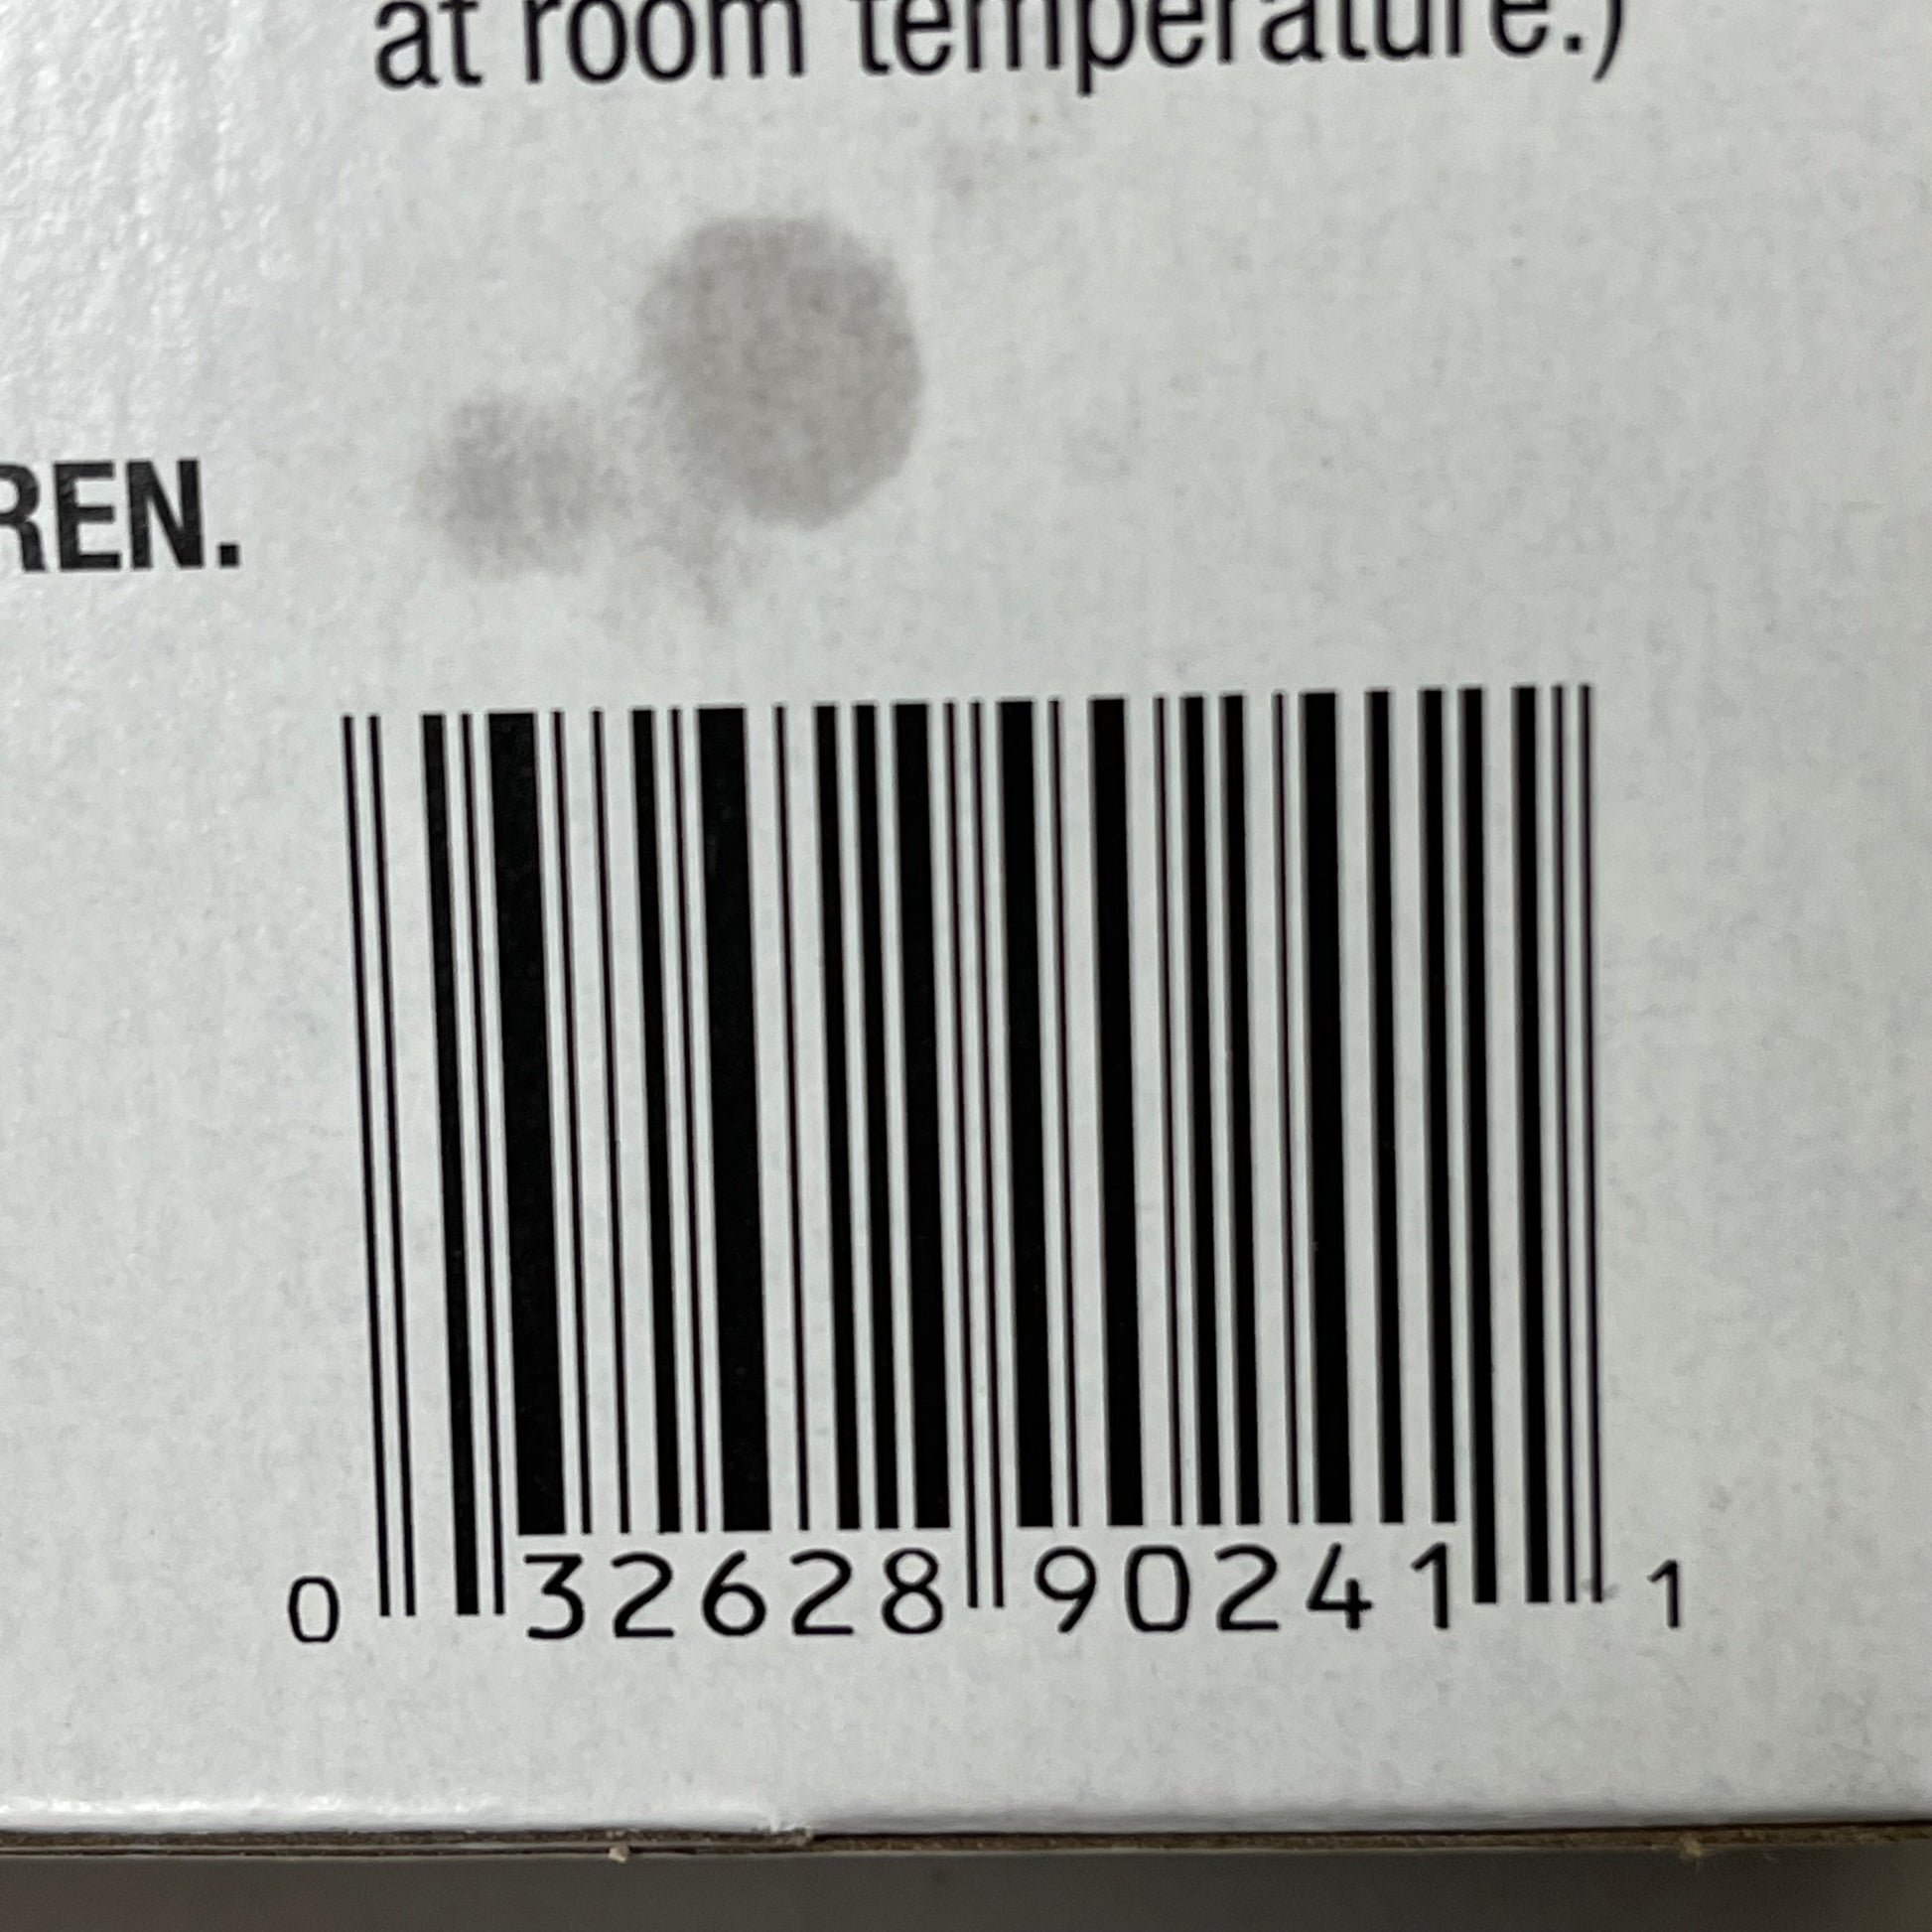 at room temperature.)
REN.
0 32628 90241 1